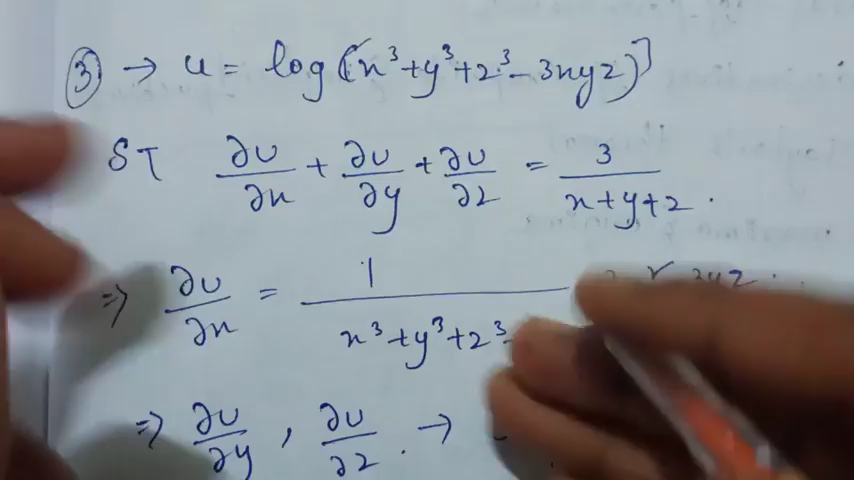 ③ → u = log (x³+y³+z³-3xyz)
ST ∂u/∂x + ∂u/∂y + ∂u/∂z = 3/(x+y+z).
⇒ ∂u/∂x = 1/(x³+y³+z³-
⇒ ∂u/∂y , ∂u/∂z . →